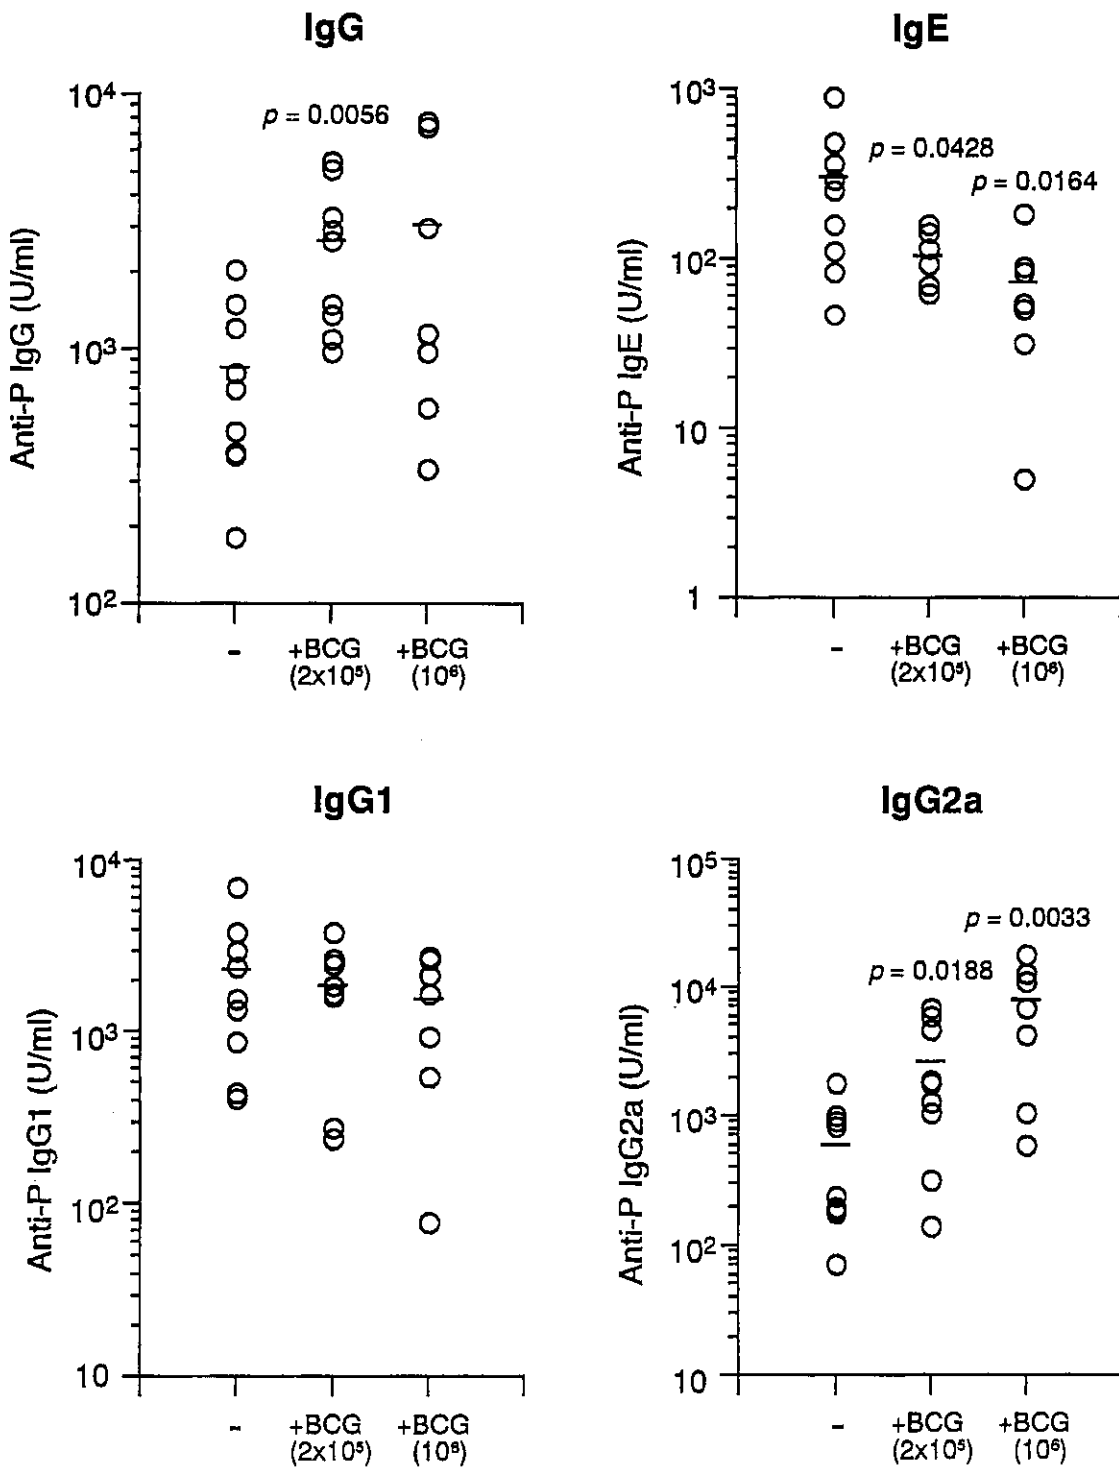 IgG
10⁴
p = 0.0056
10³
10²
Anti-P IgG (U/ml)
- +BCG +BCG
(2x10⁵) (10⁶)
IgE
10³
p = 0.0428
p = 0.0164
10²
10
1
Anti-P IgE (U/ml)
- +BCG +BCG
(2x10⁵) (10⁶)
IgG1
10⁴
10³
10²
10
Anti-P IgG1 (U/ml)
- +BCG +BCG
(2x10⁵) (10⁶)
IgG2a
10⁵
p = 0.0033
p = 0.0188
10⁴
10³
10²
10
Anti-P IgG2a (U/ml)
- +BCG +BCG
(2x10⁵) (10⁶)